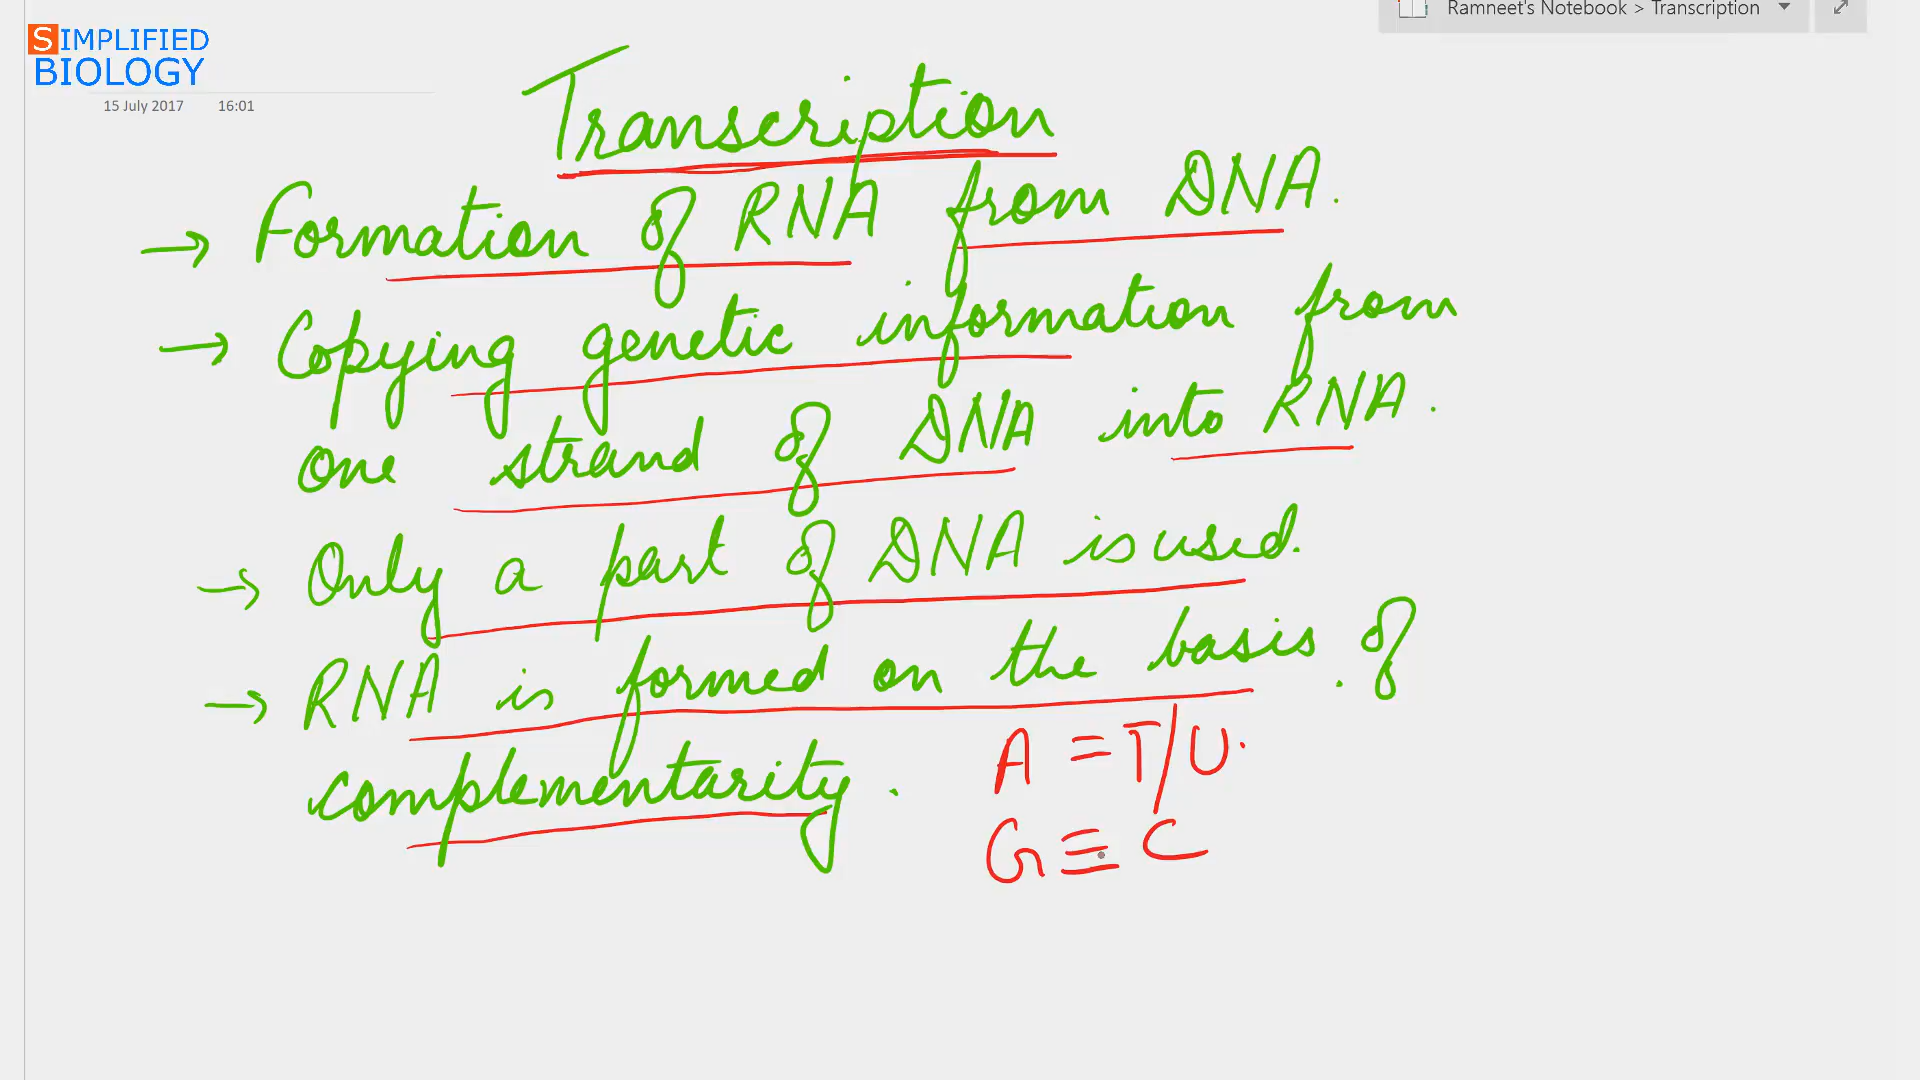 SIMPLIFIED
BIOLOGY
Ramneet's Notebook > Transcription
15 July 2017 16:01
Transcription
→ Formation of RNA from DNA.
→ Copying genetic information from
one strand of DNA into RNA.
→ Only a part of DNA is used.
→ RNA is formed on the basis of
complementarity.
A = T/U.
G ≡ C